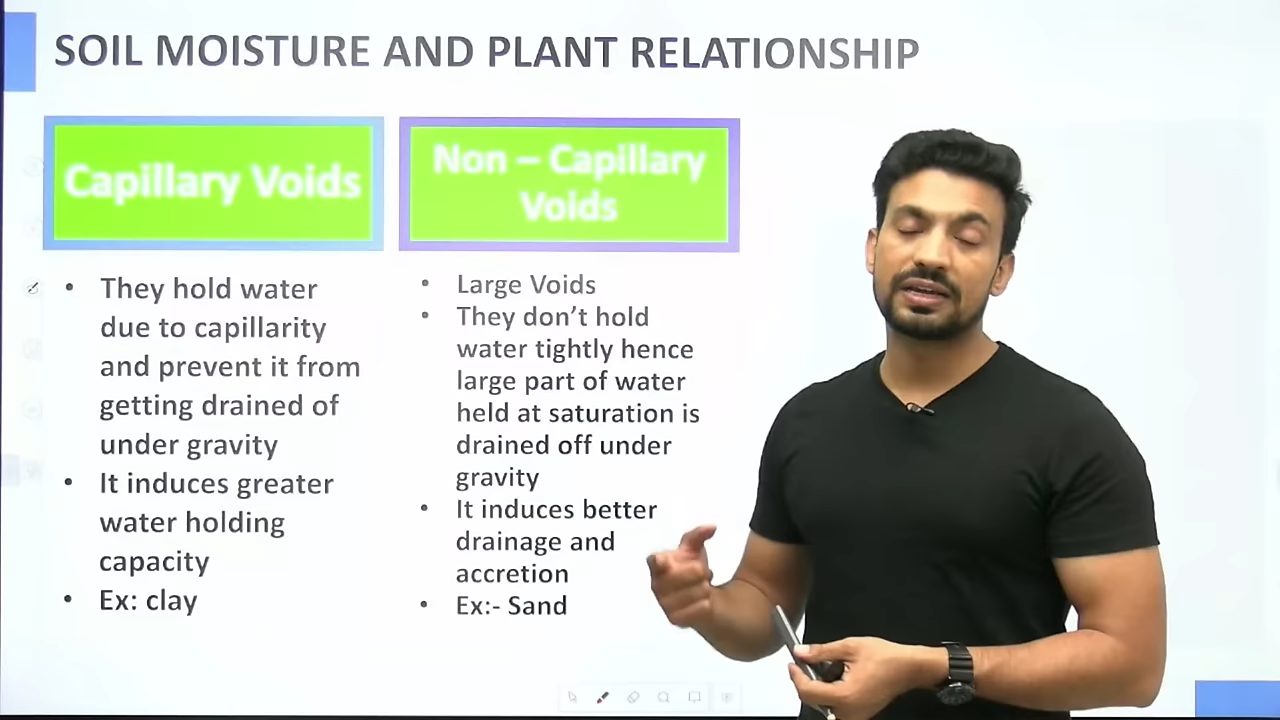 SOIL MOISTURE AND PLANT RELATIONSHIP
Capillary Voids
• They hold water
due to capillarity
and prevent it from
getting drained of
under gravity
• It induces greater
water holding
capacity
• Ex: clay
Non – Capillary
Voids
• Large Voids
• They don't hold
water tightly hence
large part of water
held at saturation is
drained off under
gravity
• It induces better
drainage and
accretion
• Ex:- Sand